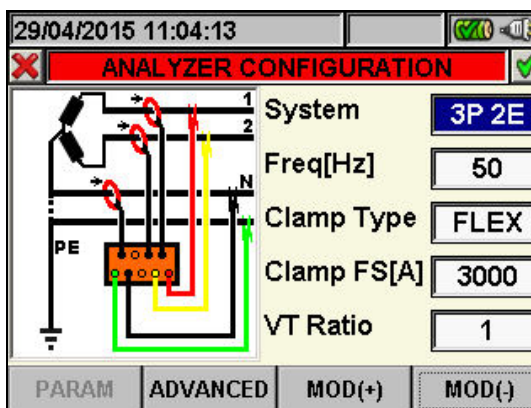 29/04/2015 11:04:13
ANALYZER CONFIGURATION
1
2
N
PE
System 3P 2E
Freq[Hz] 50
Clamp Type FLEX
Clamp FS[A] 3000
VT Ratio 1
PARAM ADVANCED MOD(+) MOD(-)